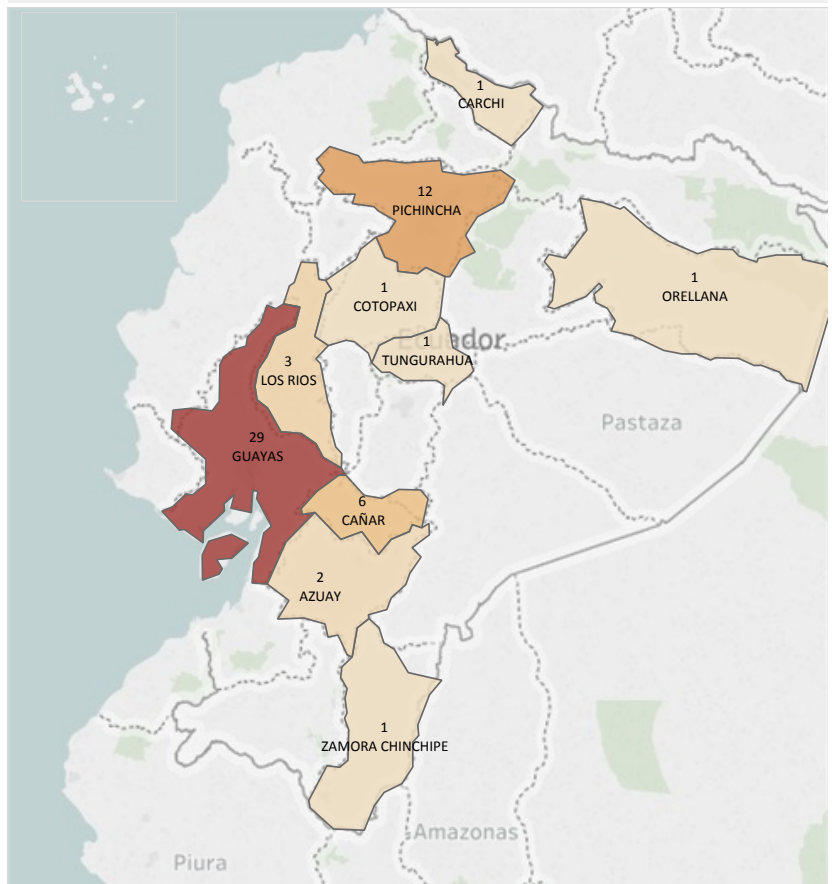 1
CARCHI
12
PICHINCHA
1
ORELLANA
1
COTOPAXI
Ecuador
1
TUNGURAHUA
3
LOS RIOS
Pastaza
29
GUAYAS
6
CAÑAR
2
AZUAY
1
ZAMORA CHINCHIPE
Amazonas
Piura